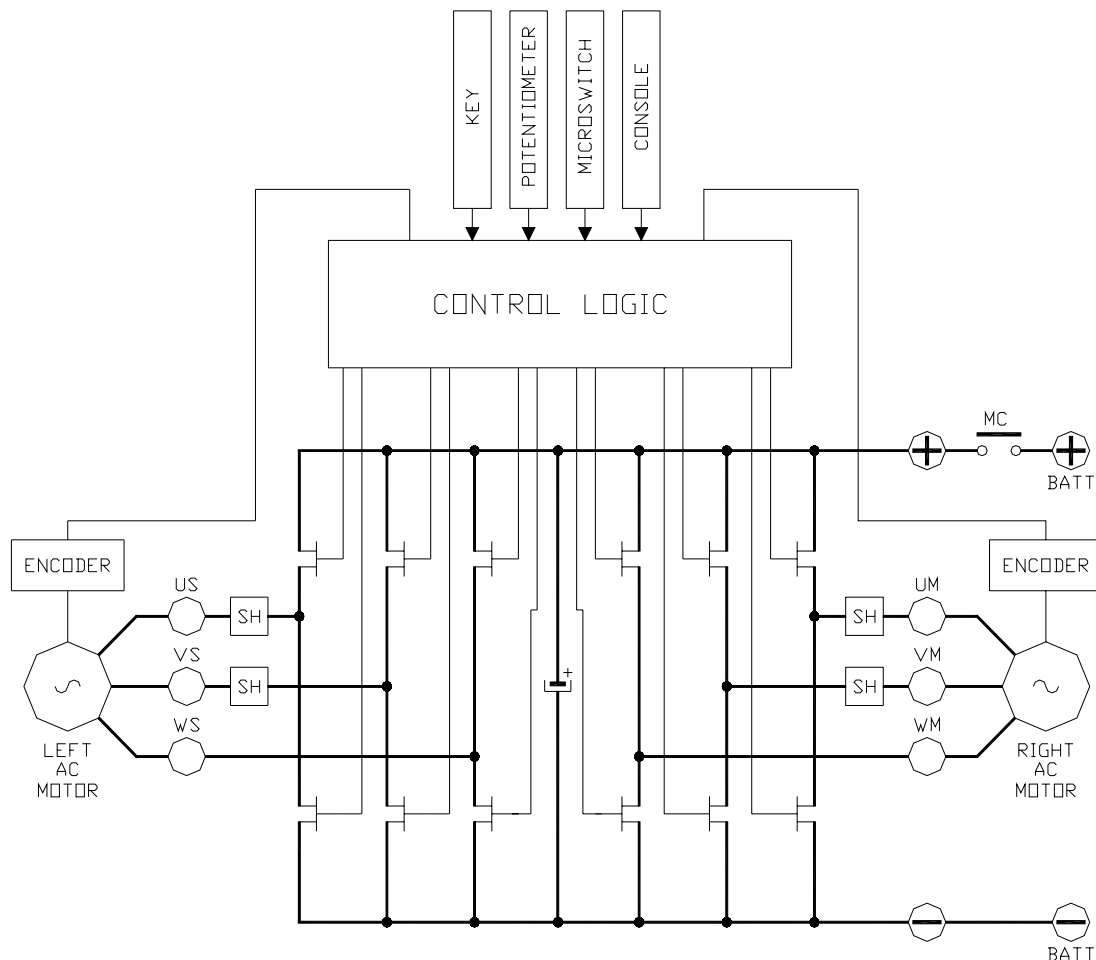 KEY
POTENTIOMETER
MICROSWITCH
CONSOLE
CONTROL LOGIC
MC
+
+
BATT
ENCODER
ENCODER
US
SH
SH
UM
VS
SH
SH
VM
+
WS
WM
LEFT
AC
MOTOR
RIGHT
AC
MOTOR
-
-
BATT